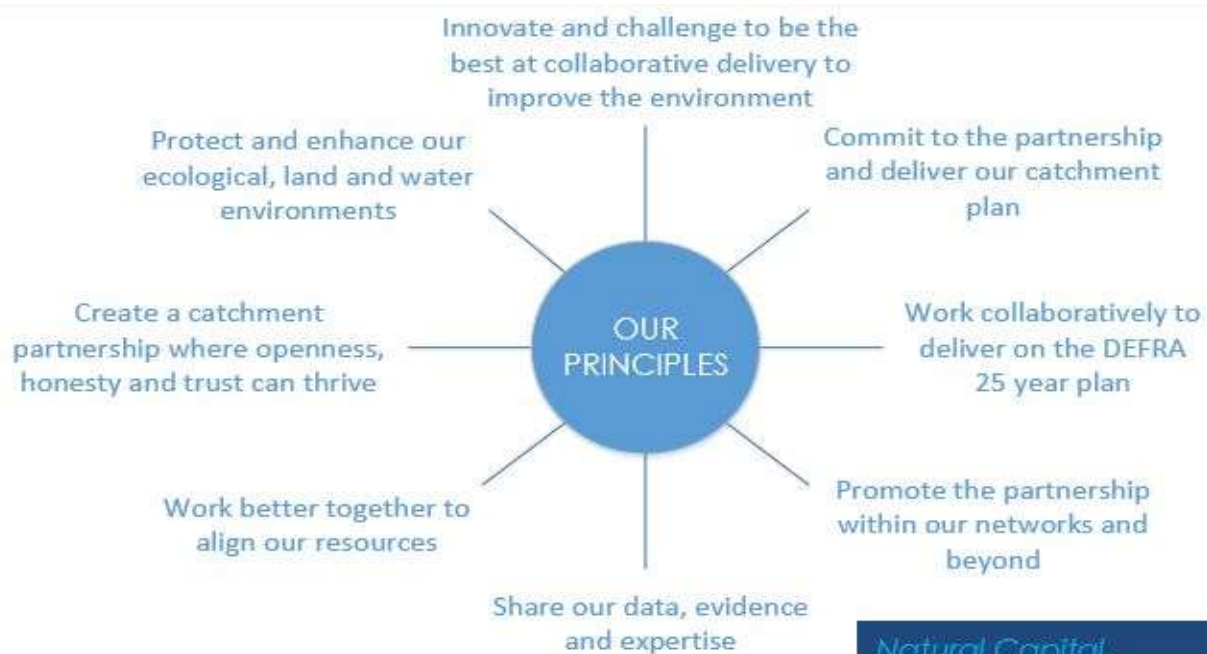 Innovate and challenge to be the
best at collaborative delivery to
improve the environment
Commit to the partnership
and deliver our catchment
plan
Work collaboratively to
deliver on the DEFRA
25 year plan
Promote the partnership
within our networks and
beyond
Share our data, evidence
and expertise
Work better together to
align our resources
Create a catchment
partnership where openness,
honesty and trust can thrive
Protect and enhance our
ecological, land and water
environments
OUR
PRINCIPLES
Natural Capital